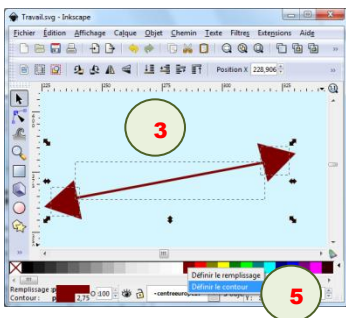 Travail.svg - Inkscape
Fichier Édition Affichage Calque Objet Chemin Texte Filtres Extensions Aide
Position X 228,906
3
Définir le remplissage
Définir le contour
5
Remplissage
Contour : 2,75 O: 100